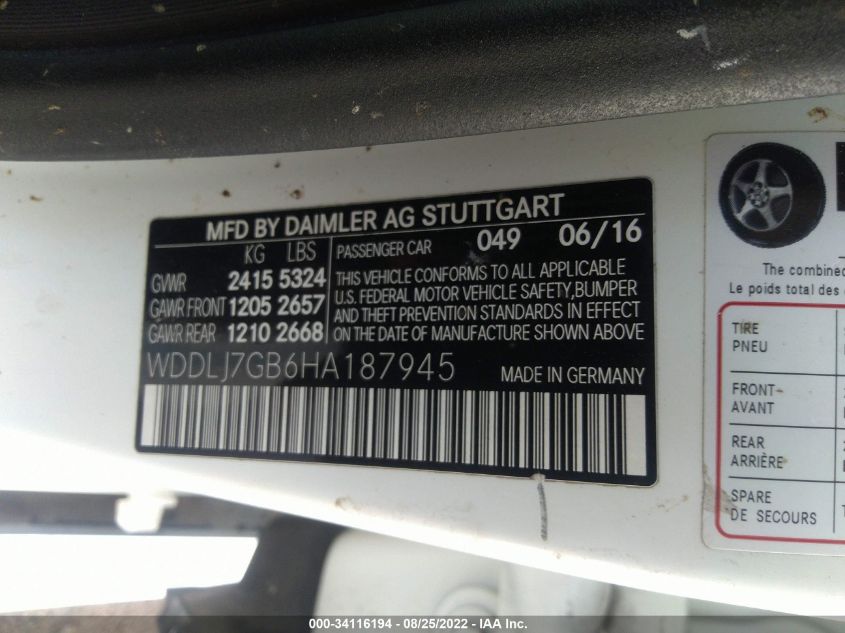 MFD BY DAIMLER AG STUTTGART
KG LBS
PASSENGER CAR 049 06/16
GVWR 2415 5324
GAWR FRONT 1205 2657
GAWR REAR 1210 2668
THIS VEHICLE CONFORMS TO ALL APPLICABLE
U.S. FEDERAL MOTOR VEHICLE SAFETY,BUMPER
AND THEFT PREVENTION STANDARDS IN EFFECT
ON THE DATE OF MANUFACTURE SHOWN ABOVE
WDDLJ7GB6HA187945
MADE IN GERMANY
The combined
Le poids total des
TIRE
PNEU
FRONT-
AVANT
REAR
ARRIÈRE
SPARE
DE SECOURS
000-34116194 - 08/25/2022 - IAA Inc.